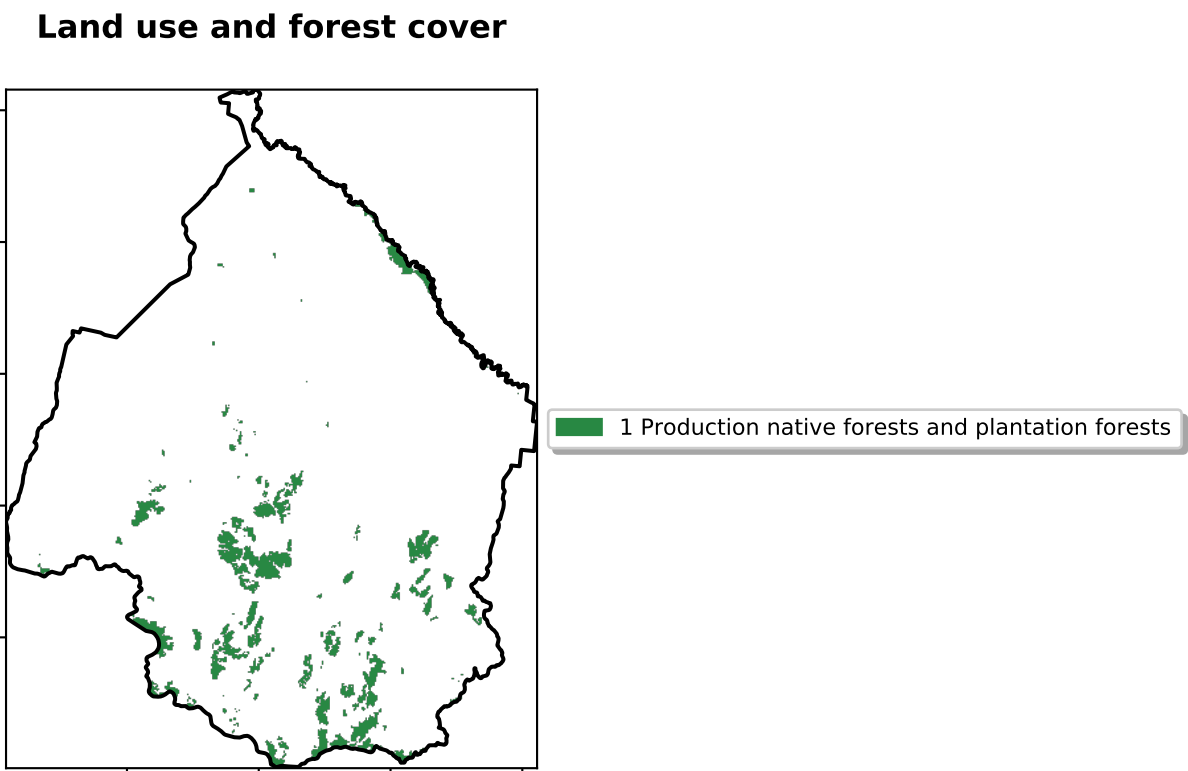 Land use and forest cover
1 Production native forests and plantation forests